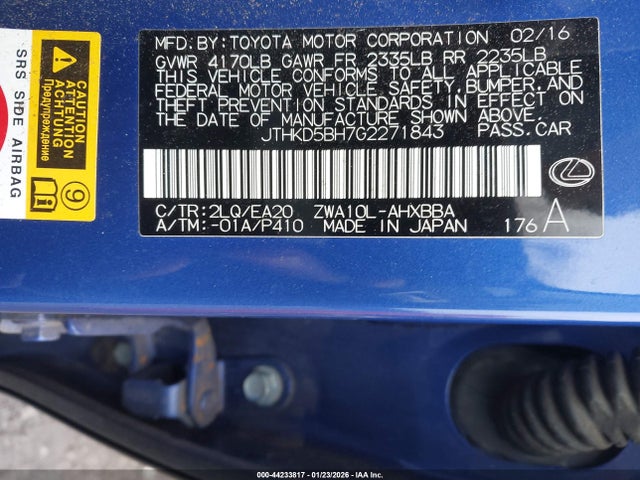 MFD.BY:TOYOTA MOTOR CORPORATION 02/16
GVWR 4170LB GAWR FR 2335LB RR 2235LB
THIS VEHICLE CONFORMS TO ALL APPLICABLE
FEDERAL MOTOR VEHICLE SAFETY,BUMPER,AND
THEFT PREVENTION STANDARDS IN EFFECT ON
THE DATE OF MANUFACTURE SHOWN ABOVE.
JTHKD5BH7G2271843 PASS.CAR
C/TR:2LQ/EA20 ZWA10L-AHXBBA
A/TM:-01A/P410 MADE IN JAPAN 176A
SRS SIDE AIRBAG
Предупреждение
ACHTUNG
ATTENTION
CAUTION
9
000-44233817 - 01/23/2026 - IAA, Inc.